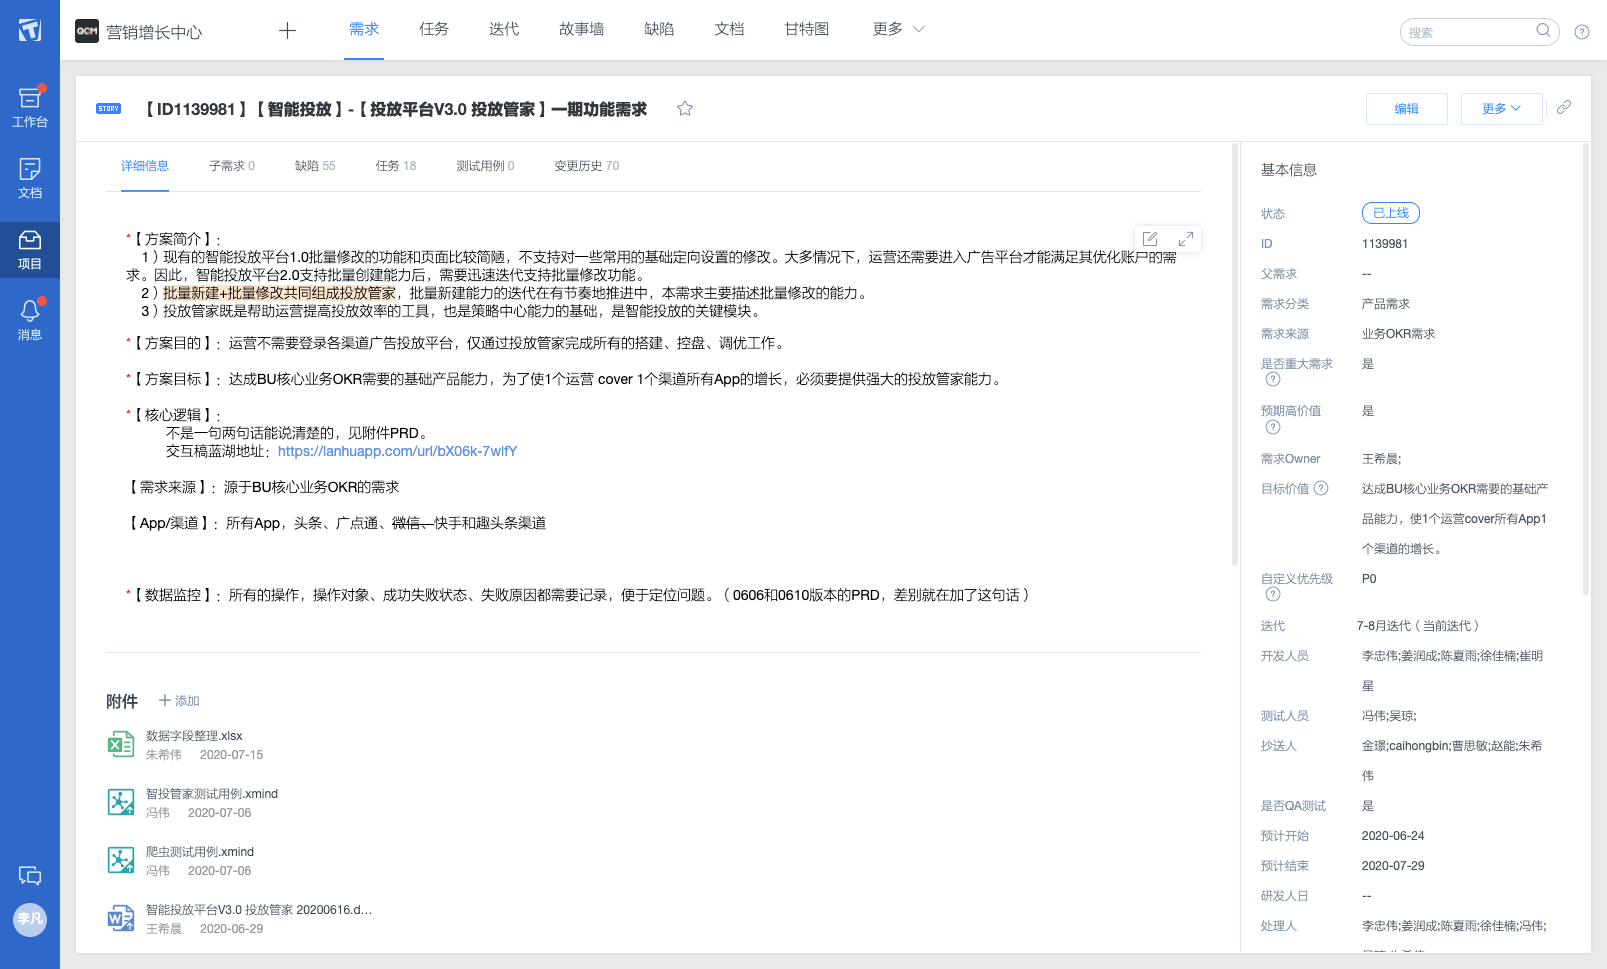 QCM 营销增长中心
需求 任务 迭代 故事墙 缺陷 文档 甘特图 更多
搜索
工作台
文档
项目
消息
李凡
STORY 【ID1139981】【智能投放】-【投放平台V3.0 投放管家】一期功能需求
编辑 更多
详细信息 子需求 0 缺陷 55 任务 18 测试用例 0 变更历史 70
*【方案简介】:
1）现有的智能投放平台1.0批量修改的功能和页面比较简陋，不支持对一些常用的基础定向设置的修改。大多情况下，运营还需要进入广告平台才能满足其优化账户的需
求。因此，智能投放平台2.0支持批量创建能力后，需要迅速迭代支持批量修改功能。
2）批量新建+批量修改共同组成投放管家，批量新建能力的迭代在有节奏地推进中，本需求主要描述批量修改的能力。
3）投放管家既是帮助运营提高投放效率的工具，也是策略中心能力的基础，是智能投放的关键模块。
*【方案目的】：运营不需要登录各渠道广告投放平台，仅通过投放管家完成所有的搭建、控盘、调优工作。
*【方案目标】：达成BU核心业务OKR需要的基础产品能力，为了使1个运营 cover 1个渠道所有App的增长，必须要提供强大的投放管家能力。
*【核心逻辑】:
不是一句两句话能说清楚的，见附件PRD。
交互稿蓝湖地址：https://lanhuapp.com/url/bX06k-7wlfY
【需求来源】：源于BU核心业务OKR的需求
【App/渠道】：所有App，头条、广点通、微信、快手和趣头条渠道
*【数据监控】：所有的操作，操作对象、成功失败状态、失败原因都需要记录，便于定位问题。（0606和0610版本的PRD，差别就在加了这句话）
附件 添加
数据字段整理.xlsx
朱希伟 2020-07-15
智投管家测试用例.xmind
冯伟 2020-07-06
爬虫测试用例.xmind
冯伟 2020-07-06
智能投放平台V3.0 投放管家 20200616.d...
王希晨 2020-06-29
基本信息
状态 已上线
ID 1139981
父需求 --
需求分类 产品需求
需求来源 业务OKR需求
是否重大需求 是
预期高价值 是
需求Owner 王希晨;
目标价值 达成BU核心业务OKR需要的基础产
品能力，使1个运营cover所有App1
个渠道的增长。
自定义优先级 P0
迭代 7-8月迭代（当前迭代）
开发人员 李忠伟;姜润成;陈夏雨;徐佳楠;崔明
星
测试人员 冯伟;吴琼;
抄送人 金璟;caihongbin;曹思敏;赵能;朱希
伟
是否QA测试 是
预计开始 2020-06-24
预计结束 2020-07-29
研发人日 --
处理人 李忠伟;姜润成;陈夏雨;徐佳楠;冯伟;